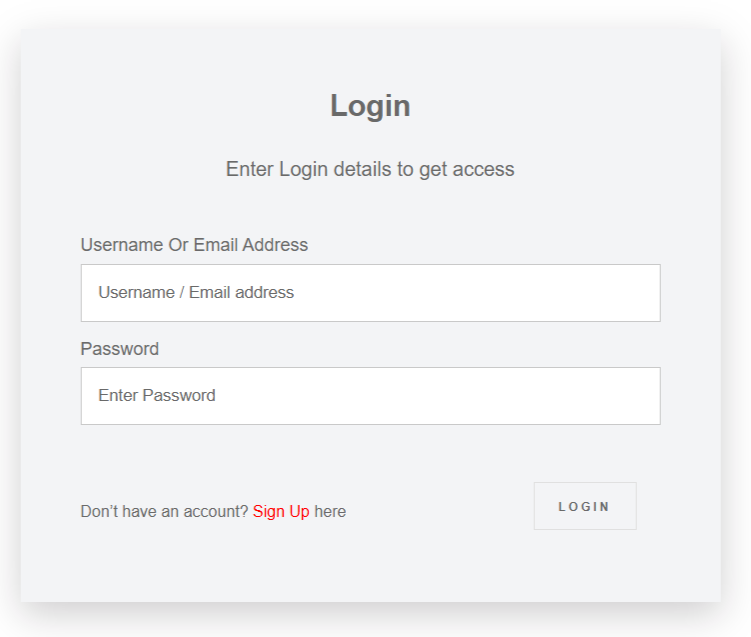 Login
Enter Login details to get access
Username Or Email Address
Username / Email address
Password
Enter Password
Don’t have an account? Sign Up here
LOGIN